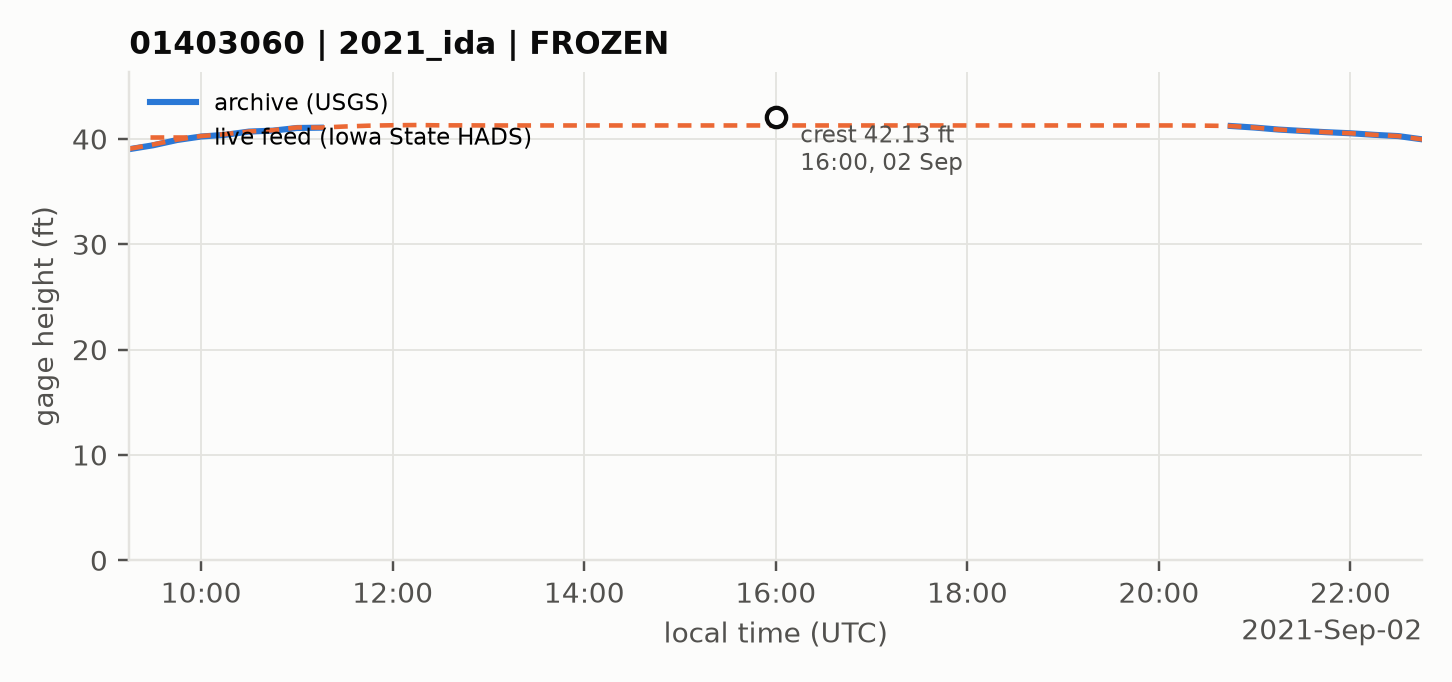 01403060 | 2021_ida | FROZEN
archive (USGS)
live feed (Iowa State HADS)
crest 42.13 ft
16:00, 02 Sep
gage height (ft)
40
30
20
10
0
10:00 12:00 14:00 16:00 18:00 20:00 22:00
local time (UTC)
2021-Sep-02